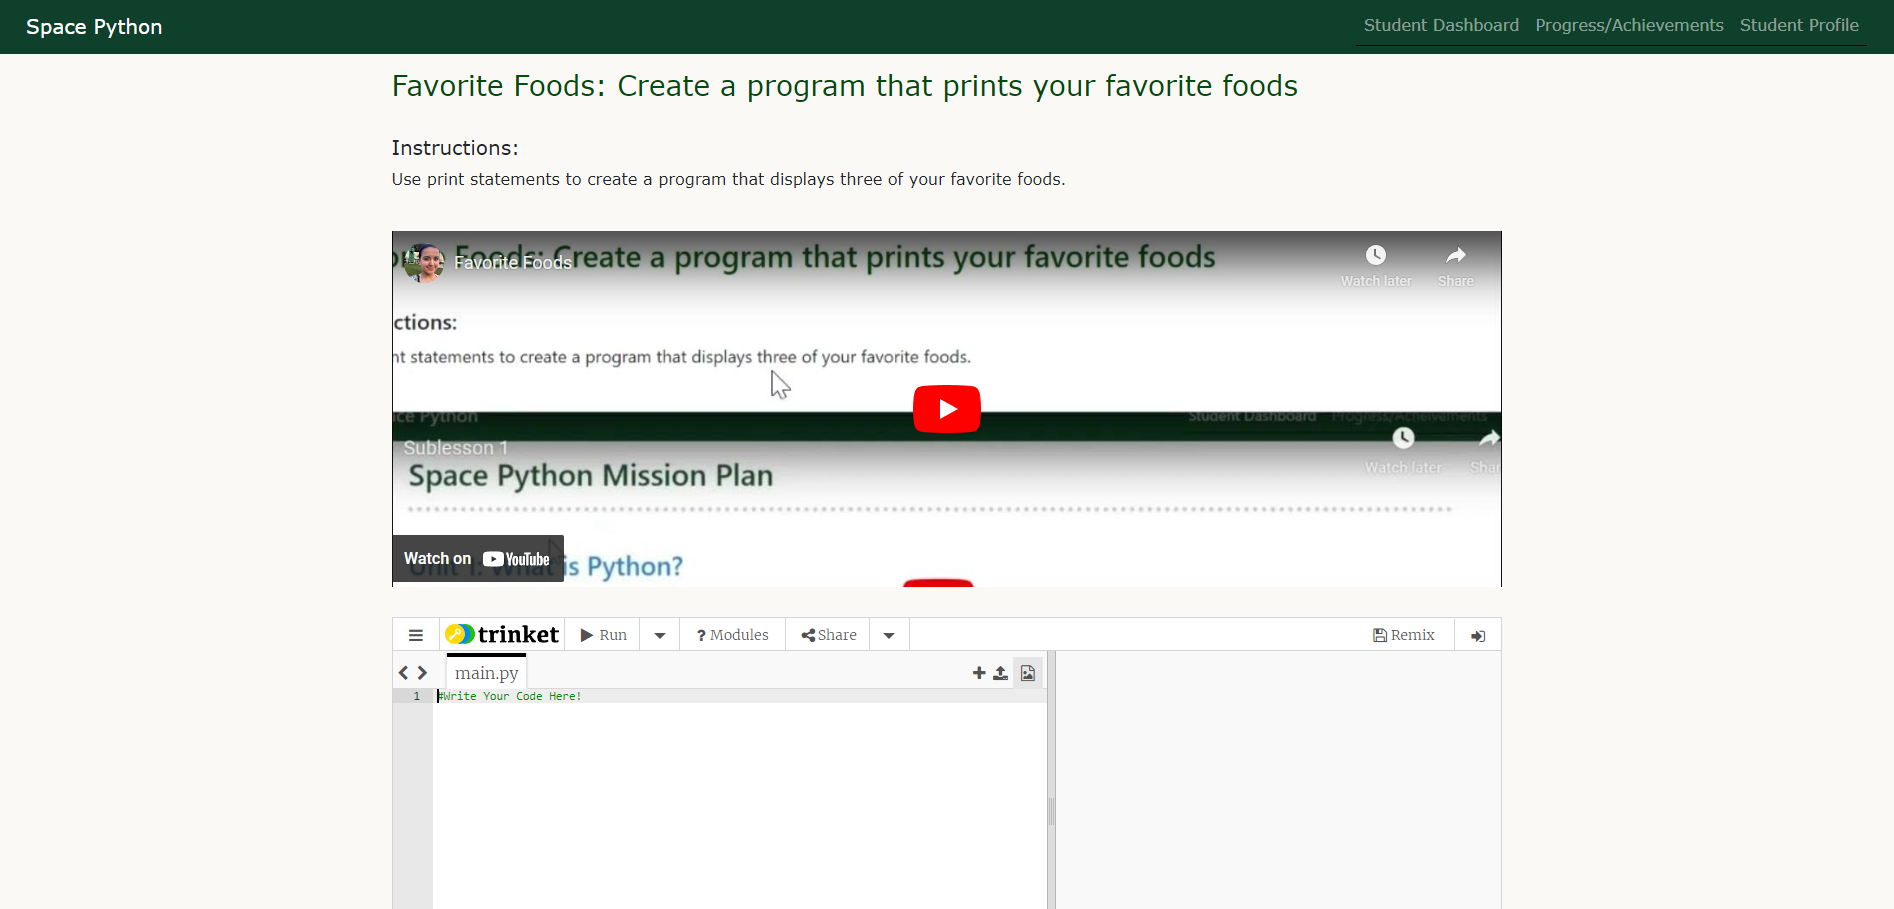 Space Python
Student Dashboard Progress/Achievements Student Profile
Favorite Foods: Create a program that prints your favorite foods
Instructions:
Use print statements to create a program that displays three of your favorite foods.
Foods: Create a program that prints your favorite foods
Favorite Foods
Watch later Share
ctions:
nt statements to create a program that displays three of your favorite foods.
ce Python Student Dashboard Progress/Achievements
Sublesson 1
Watch later Shar
Space Python Mission Plan
Unit 1: What is Python?
Watch on YouTube
trinket Run ? Modules Share Remix
main.py
1 #Write Your Code Here!